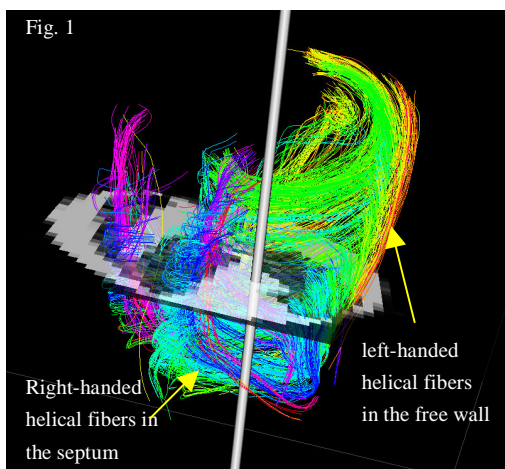 Fig. 1
left-handed
helical fibers
in the free wall
Right-handed
helical fibers in
the septum